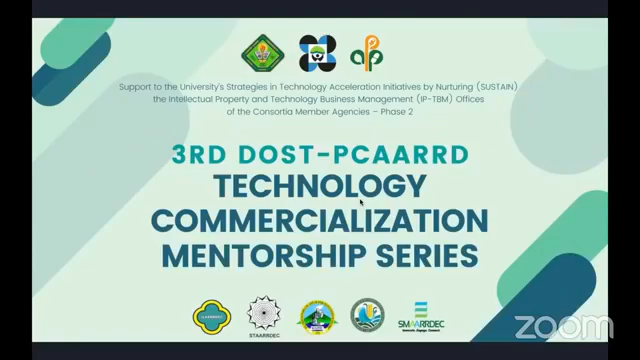 Support to the University's Strategies in Technology Acceleration Initiatives by Nurturing (SUSTAIN)
the Intellectual Property and Technology Business Management (IP-TBM) Offices
of the Consortia Member Agencies – Phase 2
3RD DOST-PCAARRD
TECHNOLOGY
COMMERCIALIZATION
MENTORSHIP SERIES
STAARRDEC
SMAARRDEC
zoom